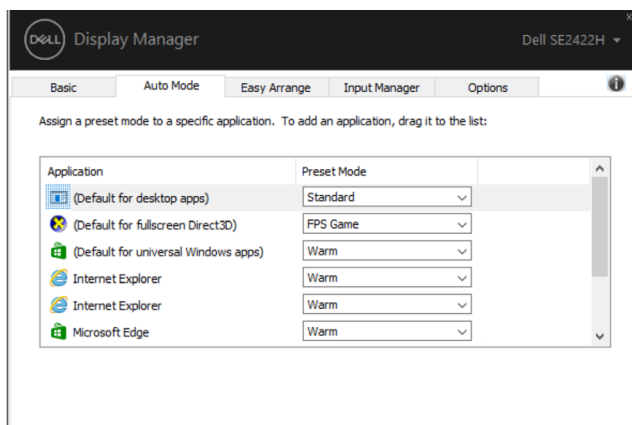 DELL Display Manager Dell SE2422H
Basic Auto Mode Easy Arrange Input Manager Options
Assign a preset mode to a specific application. To add an application, drag it to the list:
Application Preset Mode
(Default for desktop apps) Standard
(Default for fullscreen Direct3D) FPS Game
(Default for universal Windows apps) Warm
Internet Explorer Warm
Internet Explorer Warm
Microsoft Edge Warm